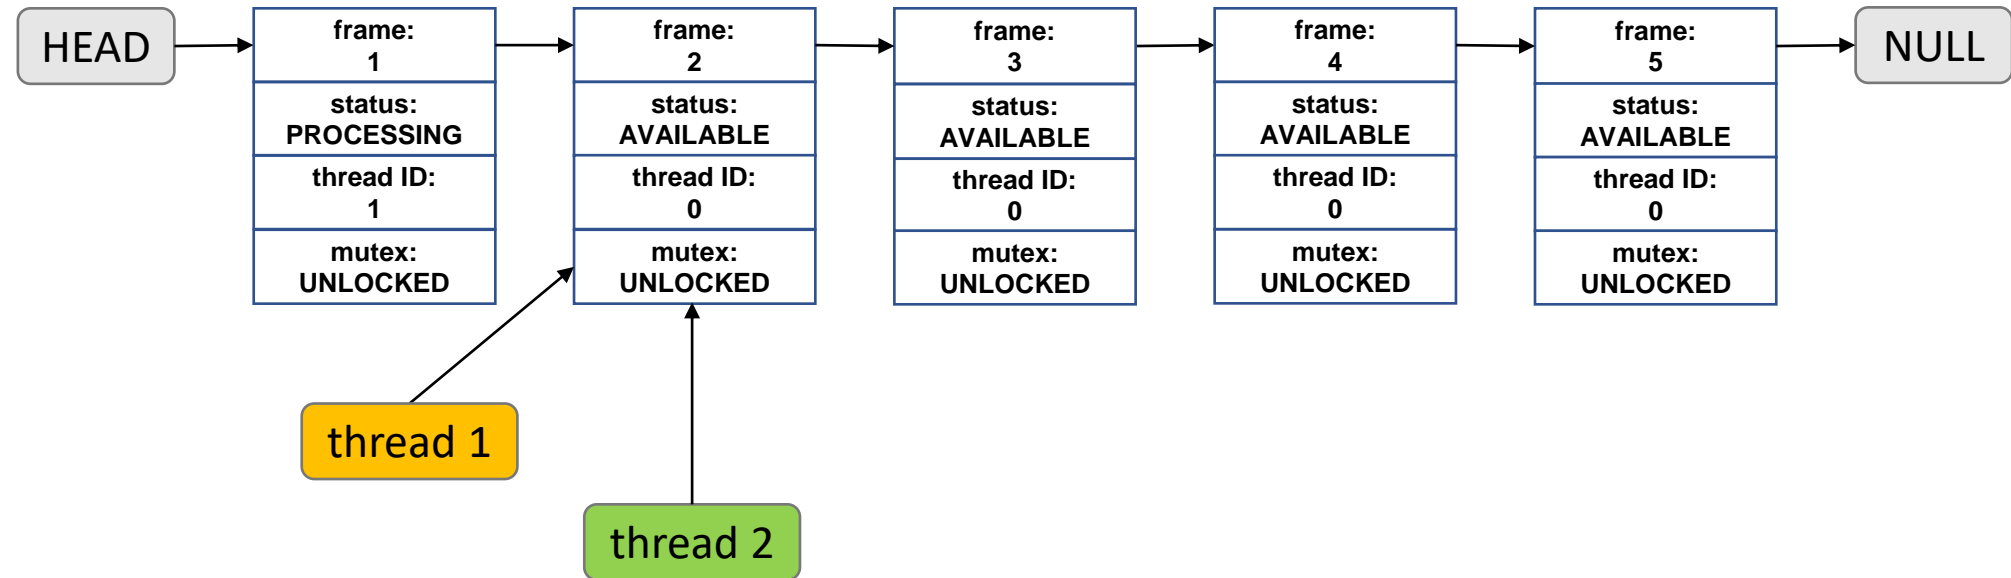 HEAD
frame:
1
status:
PROCESSING
thread ID:
1
mutex:
UNLOCKED
frame:
2
status:
AVAILABLE
thread ID:
0
mutex:
UNLOCKED
frame:
3
status:
AVAILABLE
thread ID:
0
mutex:
UNLOCKED
frame:
4
status:
AVAILABLE
thread ID:
0
mutex:
UNLOCKED
frame:
5
status:
AVAILABLE
thread ID:
0
mutex:
UNLOCKED
NULL
thread 1
thread 2